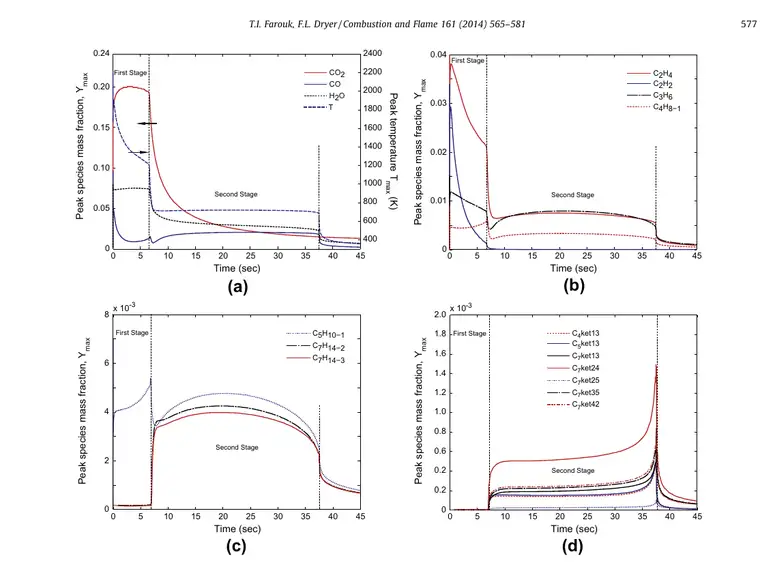 T.I. Farouk, F.L. Dryer / Combustion and Flame 161 (2014) 565–581
577
Peak species mass fraction, Ymax
0.24
0.20
0.15
0.10
0.05
0
First Stage
Second Stage
CO2
CO
H2O
T
2400
2200
2000
1800
1600
1400
1200
1000
800
600
400
Peak temperature Tmax (K)
0 5 10 15 20 25 30 35 40 45
Time (sec)
(a)
Peak species mass fraction, Ymax
0.04
0.03
0.02
0.01
0
First Stage
Second Stage
C2H4
C2H2
C3H6
C4H8−1
0 5 10 15 20 25 30 35 40 45
Time (sec)
(b)
x 10-3
Peak species mass fraction, Ymax
8
6
4
2
0
First Stage
Second Stage
C5H10−1
C7H14−2
C7H14−3
0 5 10 15 20 25 30 35 40 45
Time (sec)
(c)
x 10-3
Peak species mass fraction, Ymax
2.0
1.8
1.6
1.4
1.2
1.0
0.8
0.6
0.2
0.2
0
First Stage
Second Stage
C4ket13
C5ket13
C7ket13
C7ket24
C7ket25
C7ket35
C7ket42
0 5 10 15 20 25 30 35 40 45
Time (sec)
(d)